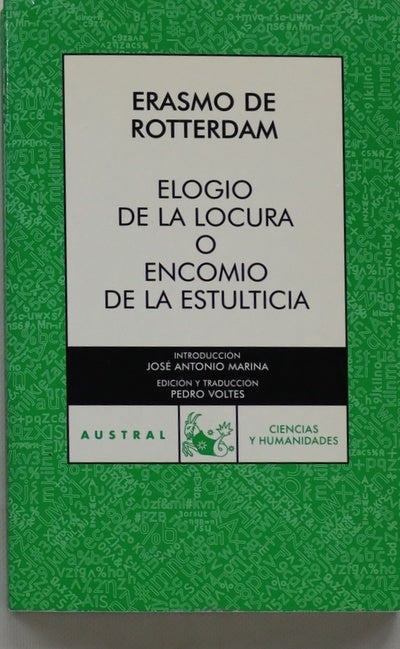 ERASMO DE
ROTTERDAM
ELOGIO
DE LA LOCURA
O
ENCOMIO
DE LA ESTULTICIA
INTRODUCCIÓN
JOSÉ ANTONIO MARINA
EDICIÓN Y TRADUCCIÓN
PEDRO VOLTES
AUSTRAL
CIENCIAS
Y HUMANIDADES